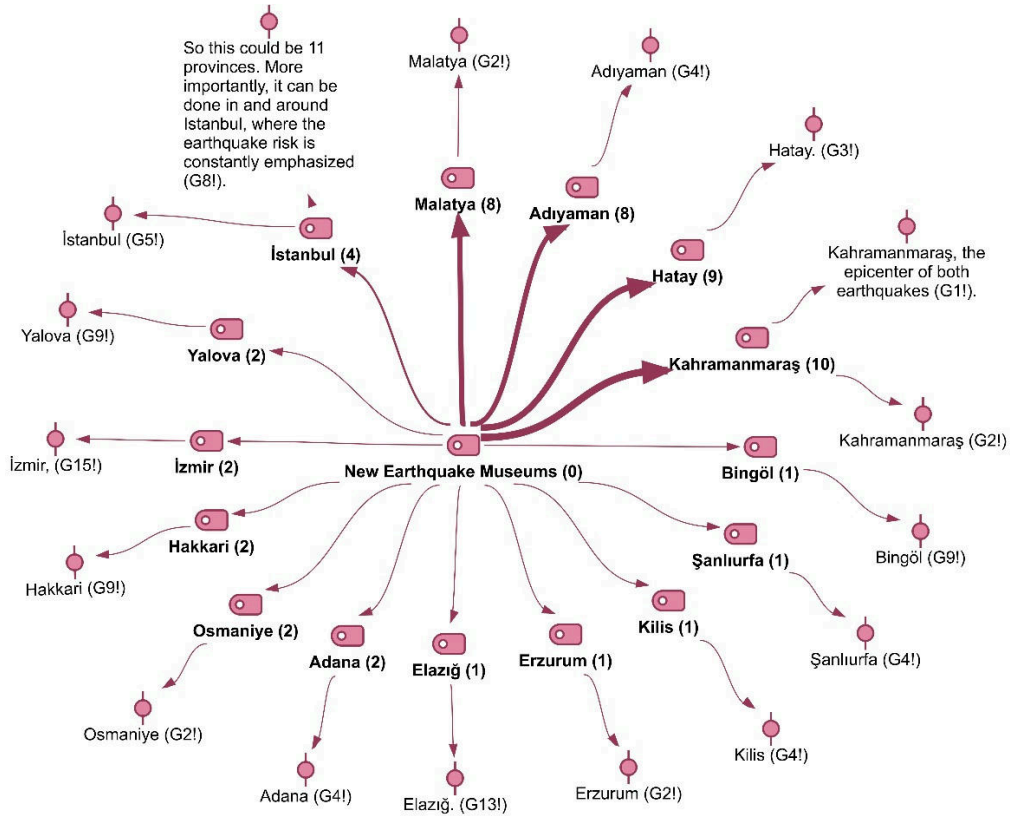 So this could be 11
provinces. More
importantly, it can be
done in and around
Istanbul, where the
earthquake risk is
constantly emphasized
(G8!).
Malatya (G2!)
Adıyaman (G4!)
Hatay. (G3!)
Malatya (8)
Adıyaman (8)
İstanbul (G5!)
İstanbul (4)
Hatay (9)
Kahramanmaraş, the
epicenter of both
earthquakes (G1!).
Yalova (G9!)
Yalova (2)
Kahramanmaraş (10)
Kahramanmaraş (G2!)
İzmir, (G15!)
İzmir (2)
New Earthquake Museums (0)
Bingöl (1)
Bingöl (G9!)
Hakkari (2)
Hakkari (G9!)
Şanlıurfa (1)
Şanlıurfa (G4!)
Osmaniye (2)
Adana (2)
Elazığ (1)
Erzurum (1)
Kilis (1)
Osmaniye (G2!)
Kilis (G4!)
Adana (G4!)
Elazığ. (G13!)
Erzurum (G2!)